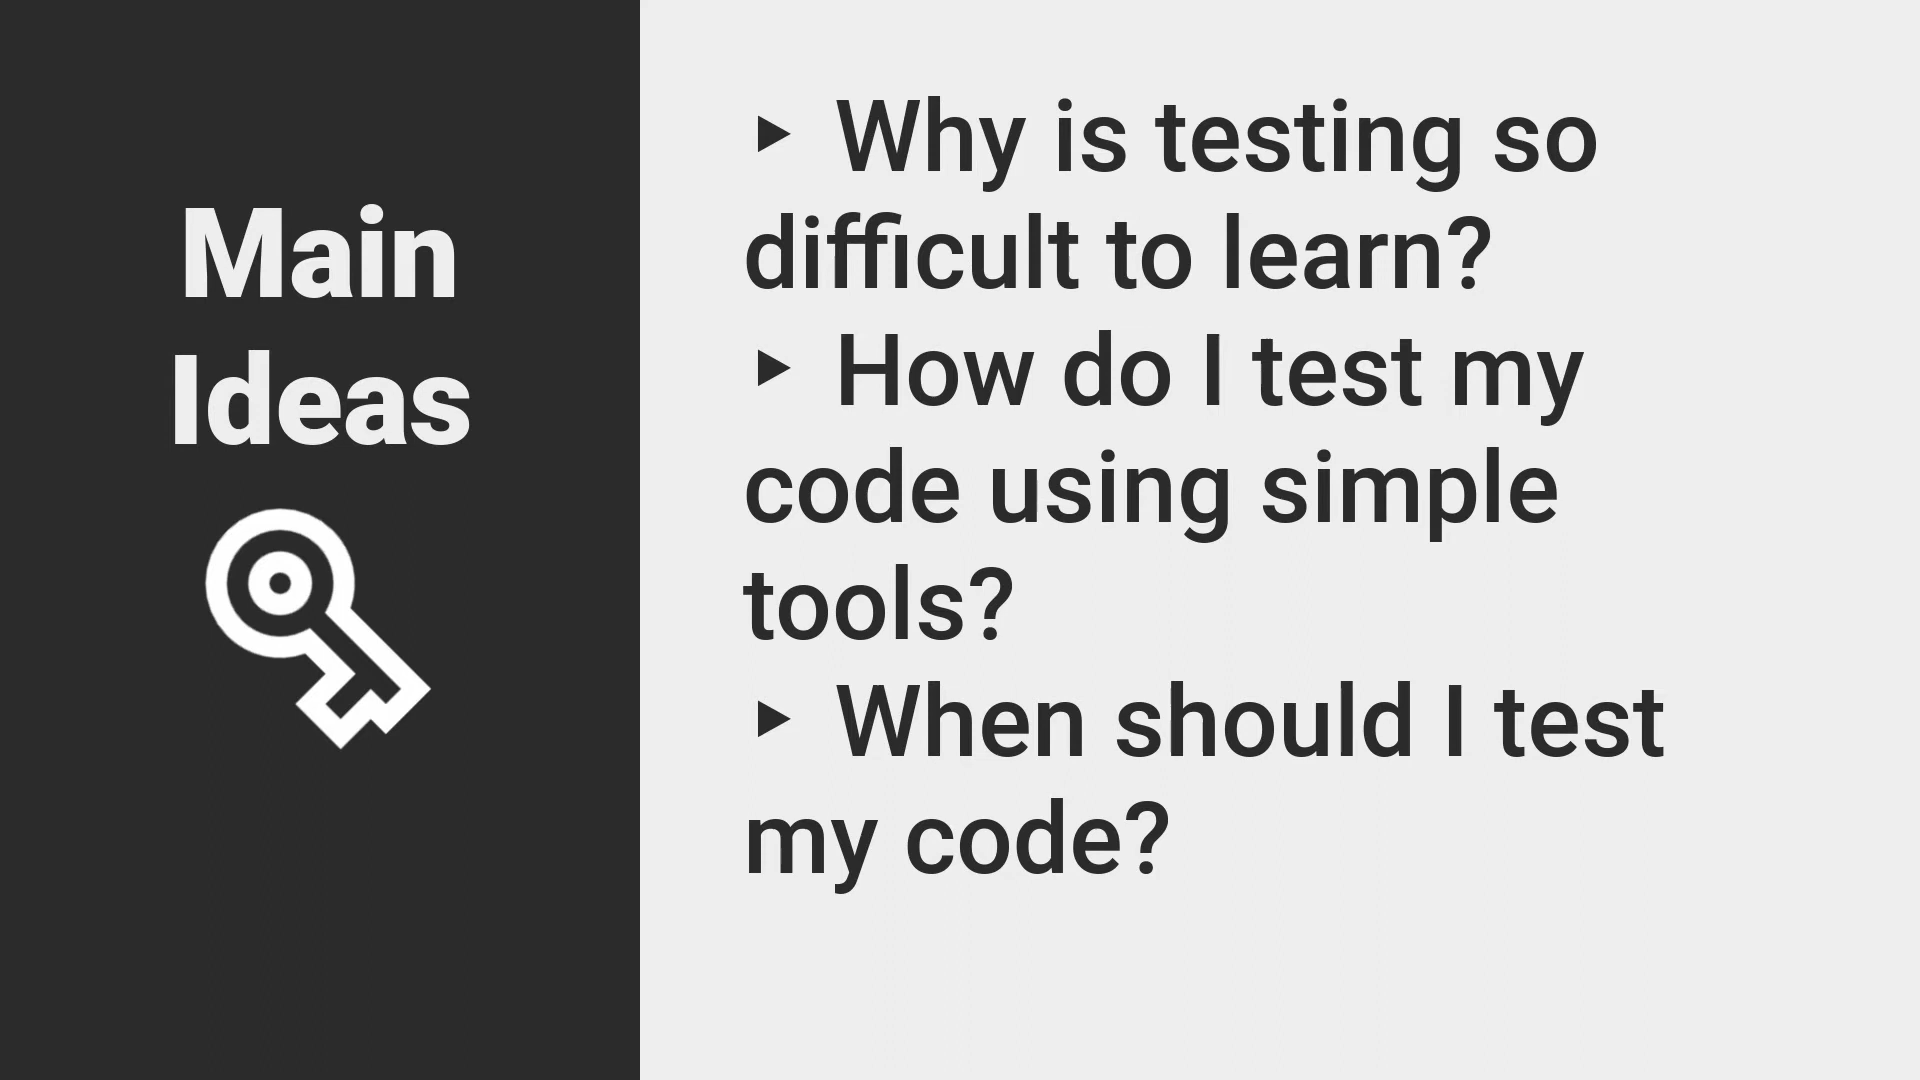 Main
Ideas
▸ Why is testing so
difficult to learn?
▸ How do I test my
code using simple
tools?
▸ When should I test
my code?